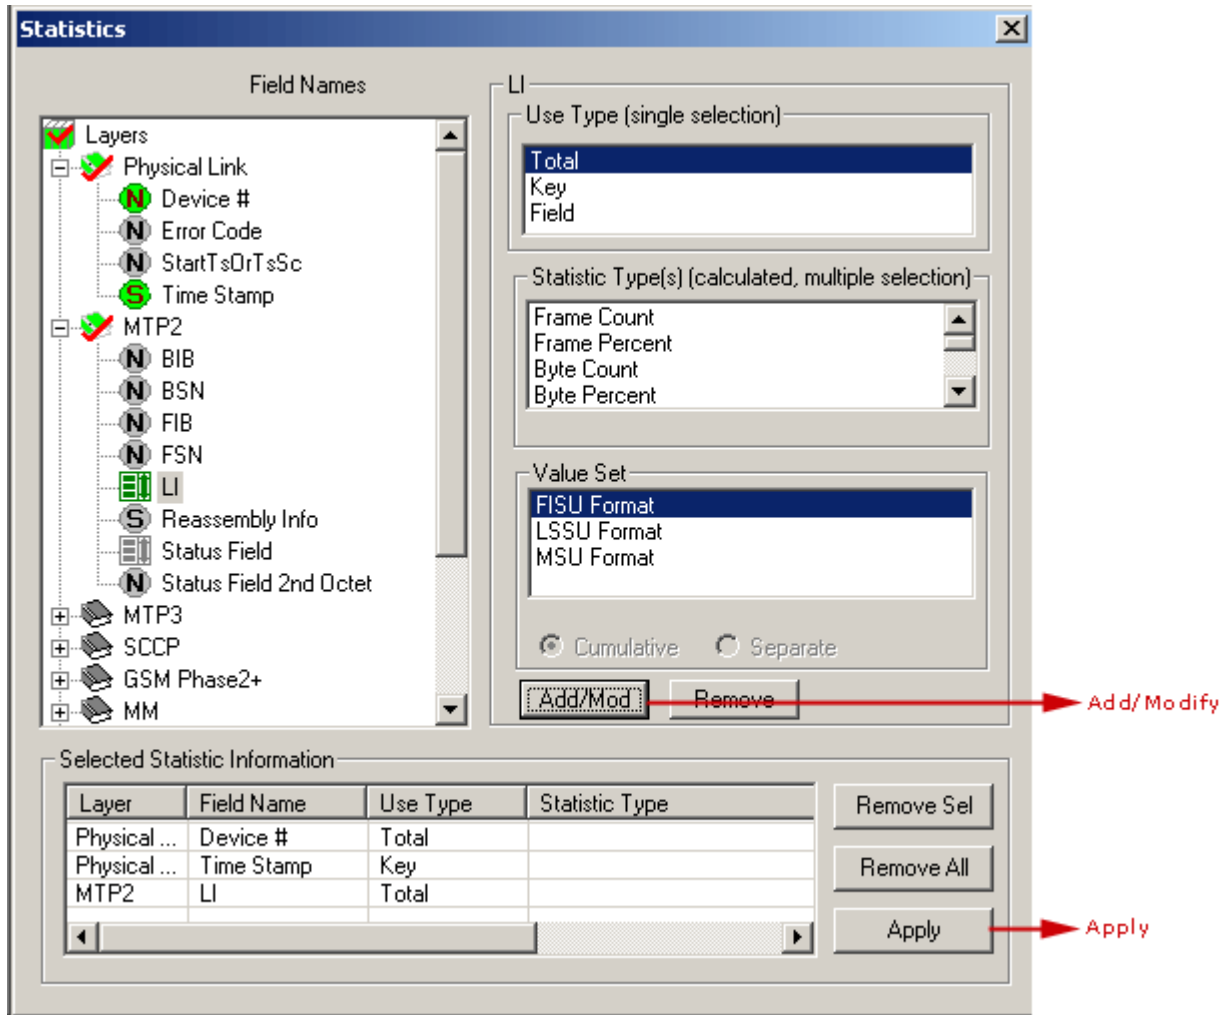 Statistics
Field Names
Layers
Physical Link
N Device #
N Error Code
N StartTsOrTsSc
S Time Stamp
MTP2
N BIB
N BSN
N FIB
N FSN
LI
S Reassembly Info
Status Field
N Status Field 2nd Octet
MTP3
SCCP
GSM Phase2+
MM
LI
Use Type (single selection)
Total
Key
Field
Statistic Type(s) (calculated, multiple selection)
Frame Count
Frame Percent
Byte Count
Byte Percent
Value Set
FISU Format
LSSU Format
MSU Format
Cumulative Separate
Add/Mod Remove
Add/Modify
Selected Statistic Information
Layer Field Name Use Type Statistic Type
Physical ... Device # Total
Physical ... Time Stamp Key
MTP2 LI Total
Remove Sel
Remove All
Apply
Apply